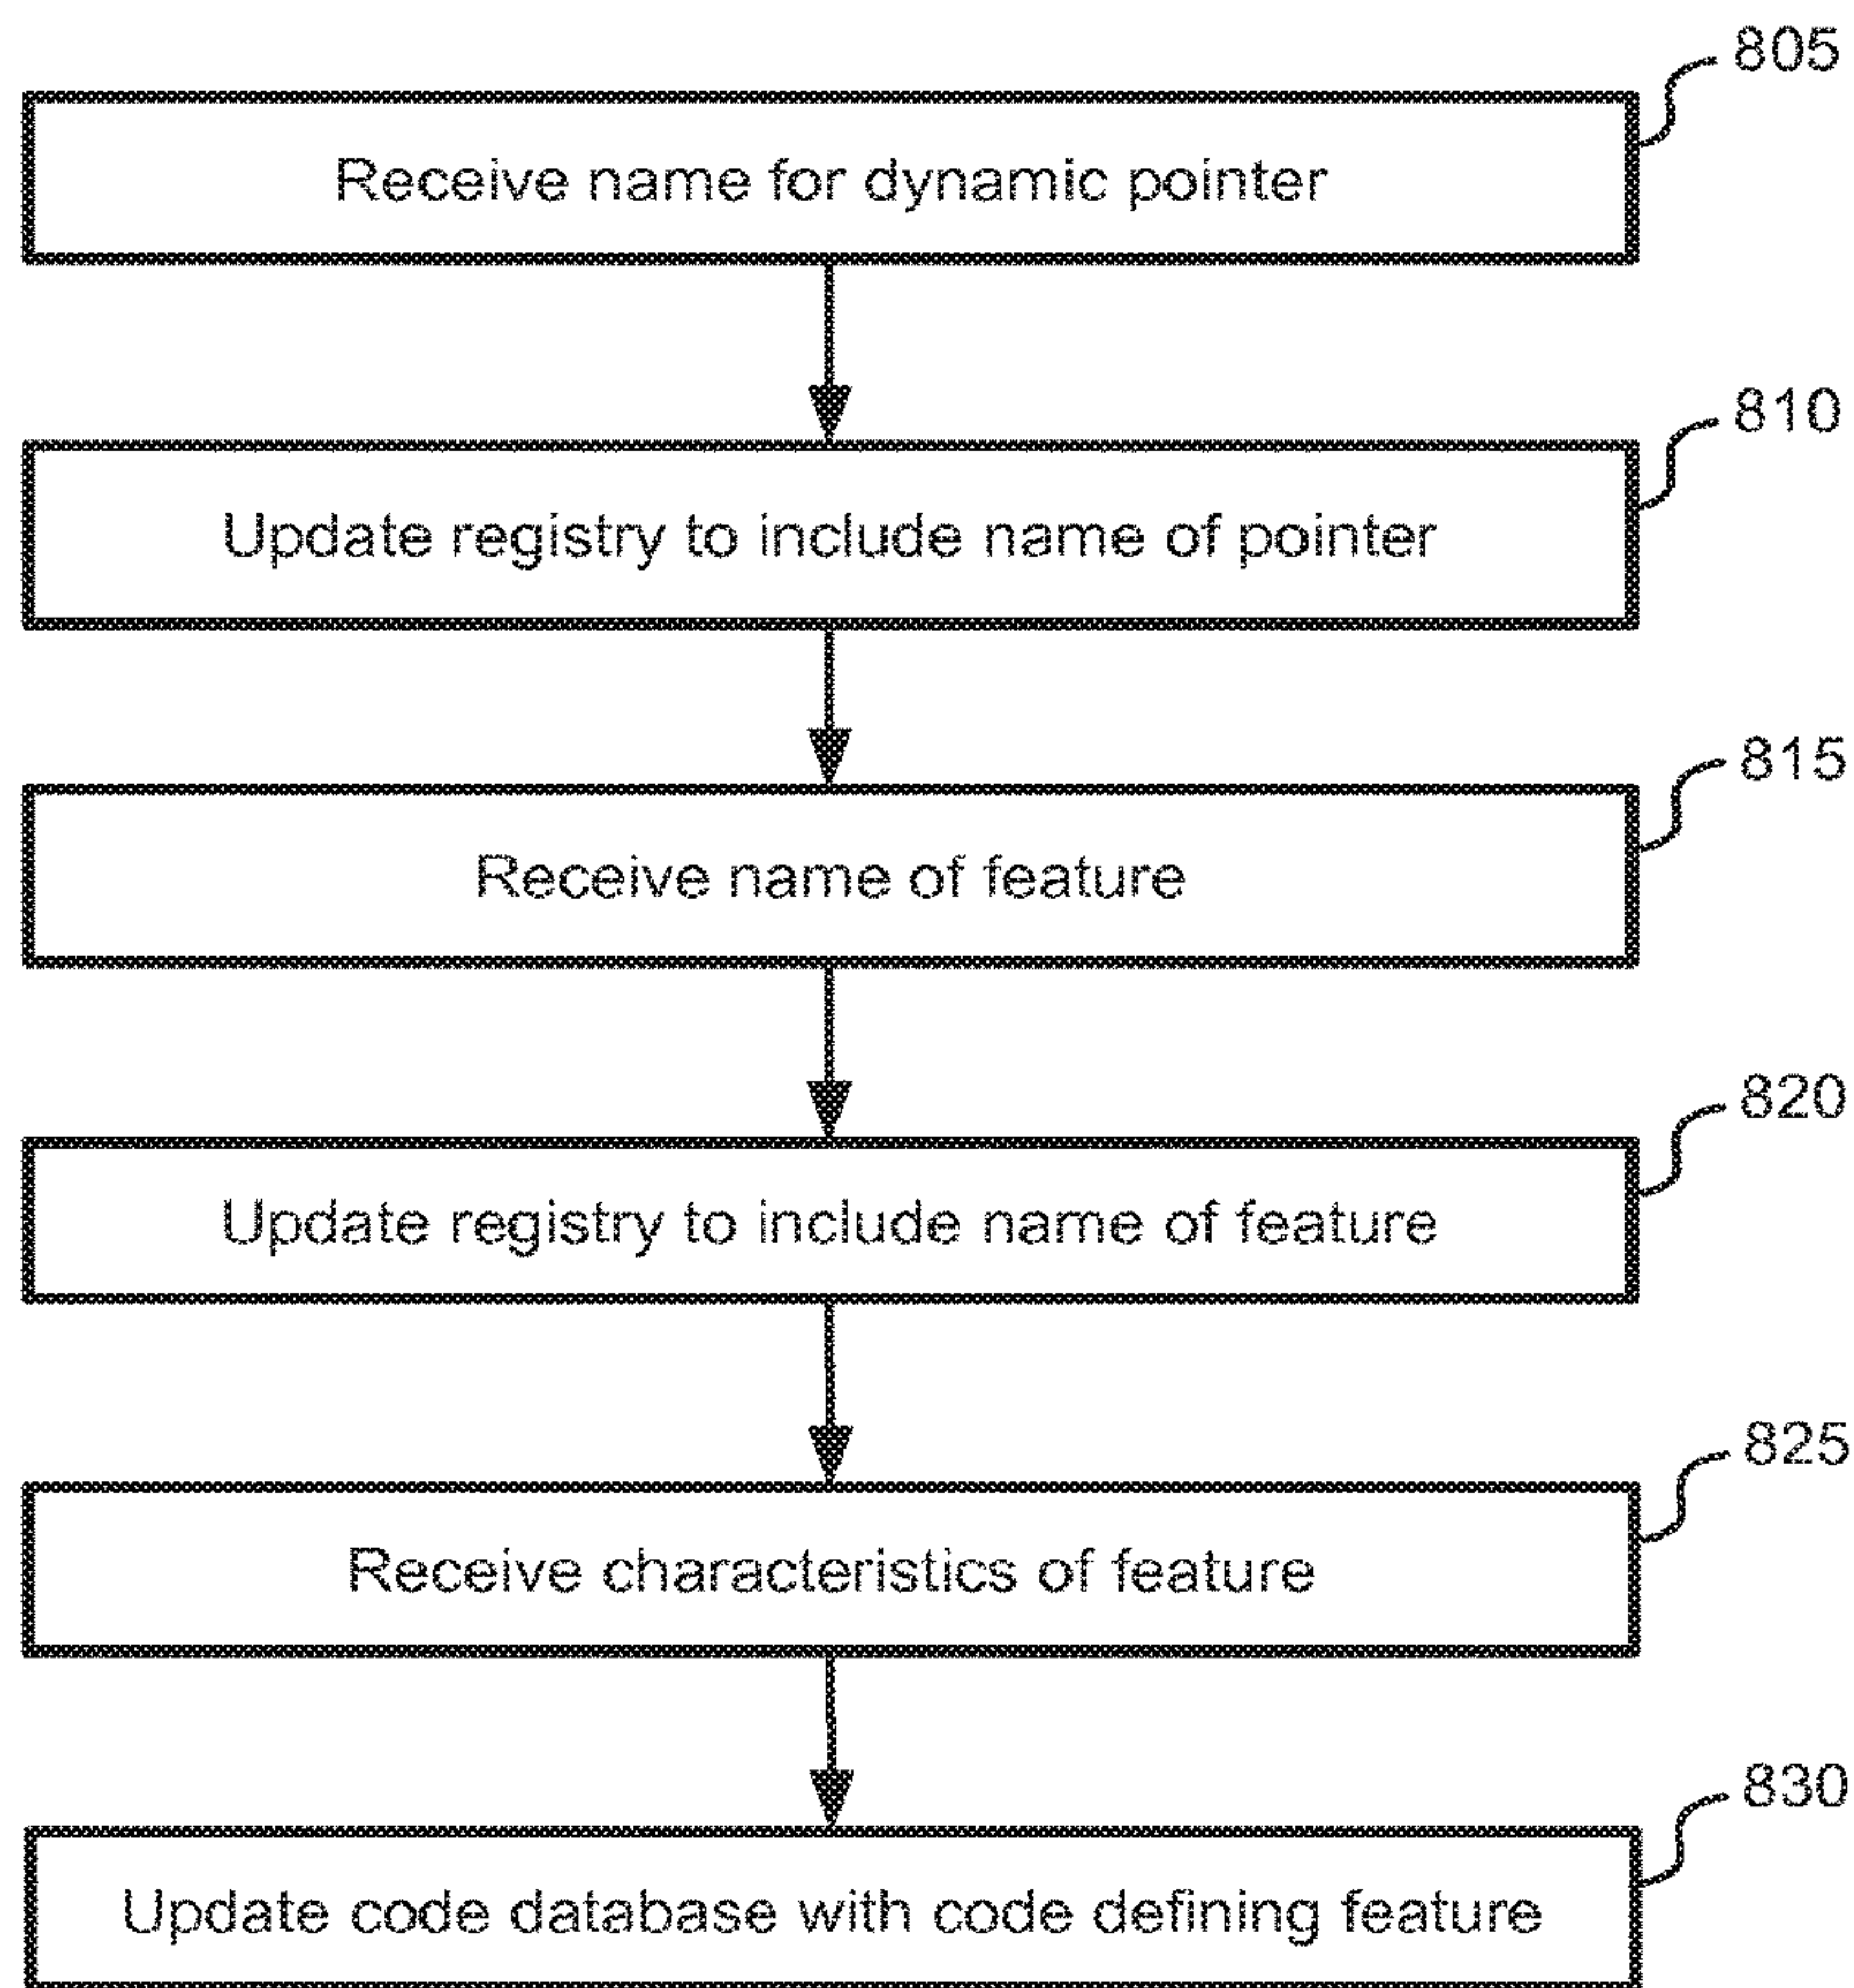 805
Receive name for dynamic pointer
810
Update registry to include name of pointer
815
Receive name of feature
820
Update registry to include name of feature
825
Receive characteristics of feature
830
Update code database with code defining feature